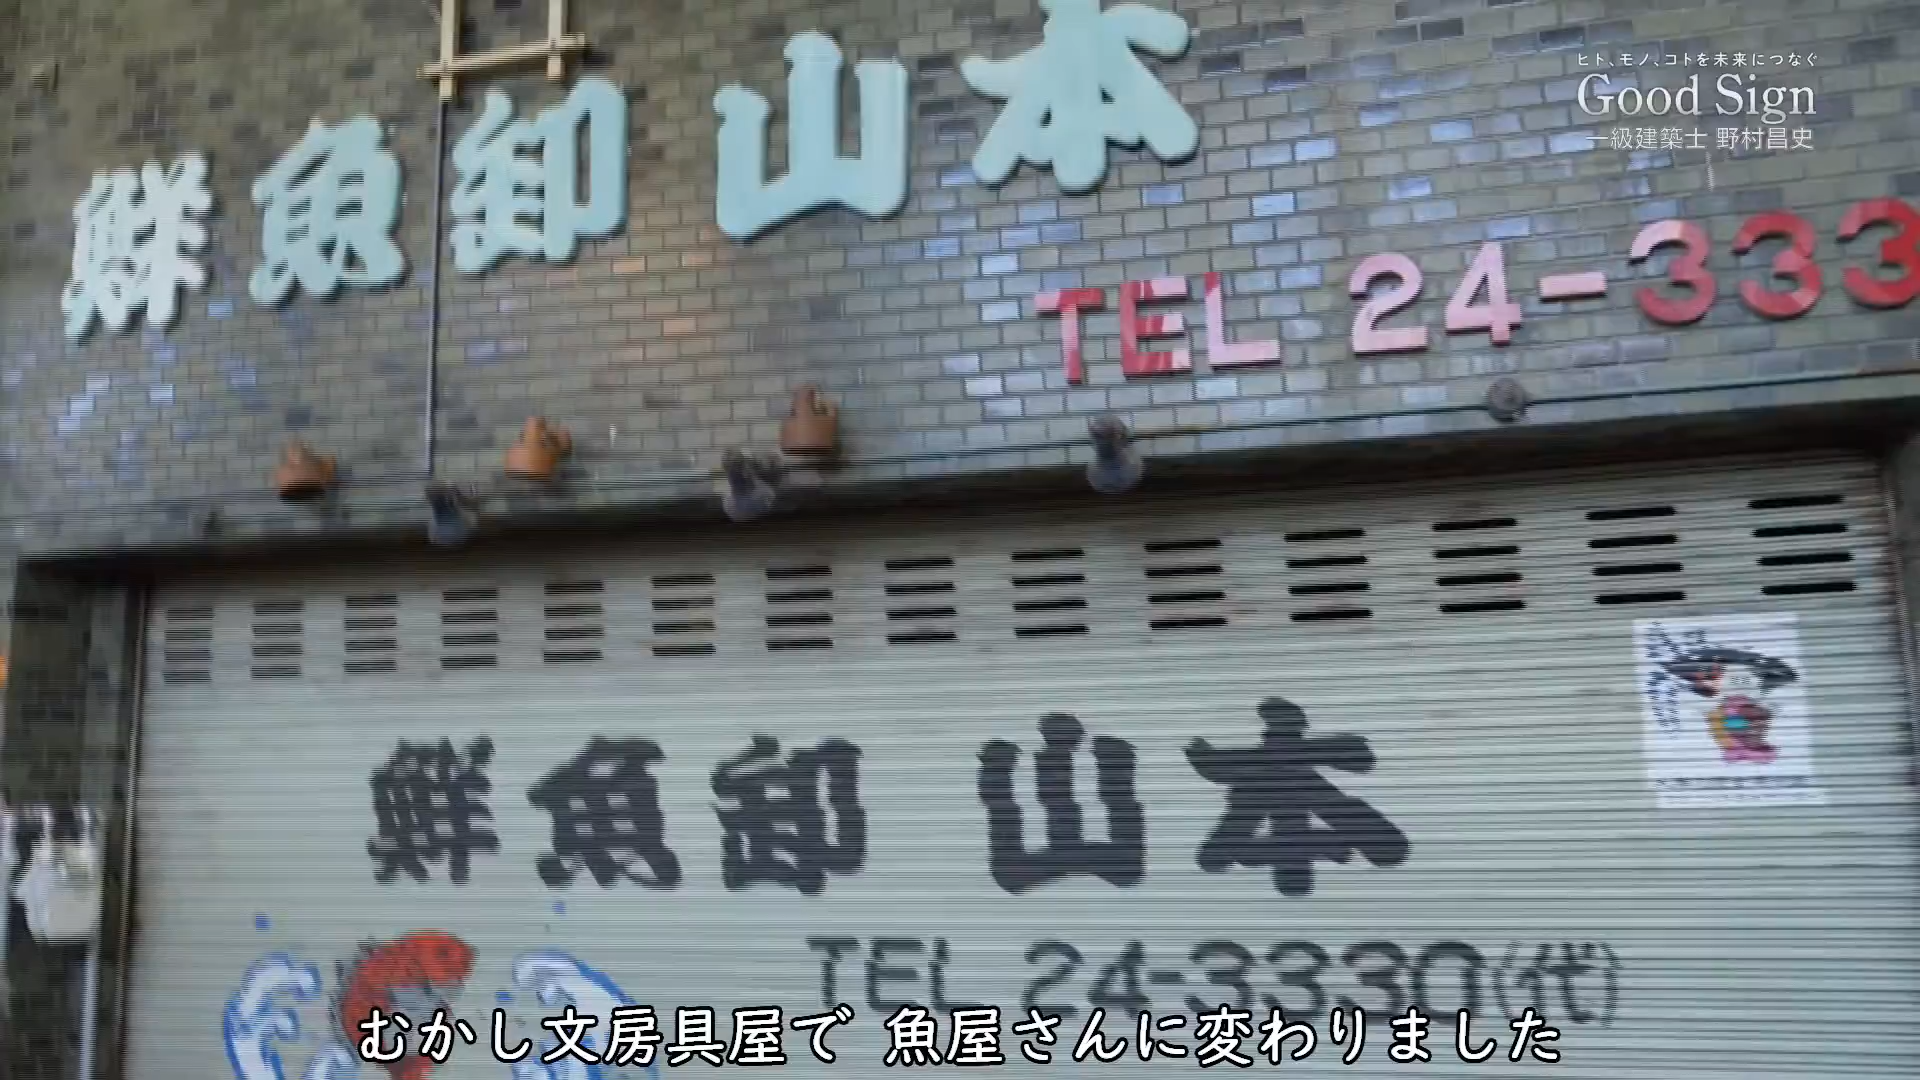 ヒト、モノ、コトを未来につなぐ
Good Sign
一級建築士 野村昌史
鮮魚卸 山本
TEL 24-333
鮮魚卸 山本
TEL 24-3330(代)
むかし文房具屋で 魚屋さんに変わりました